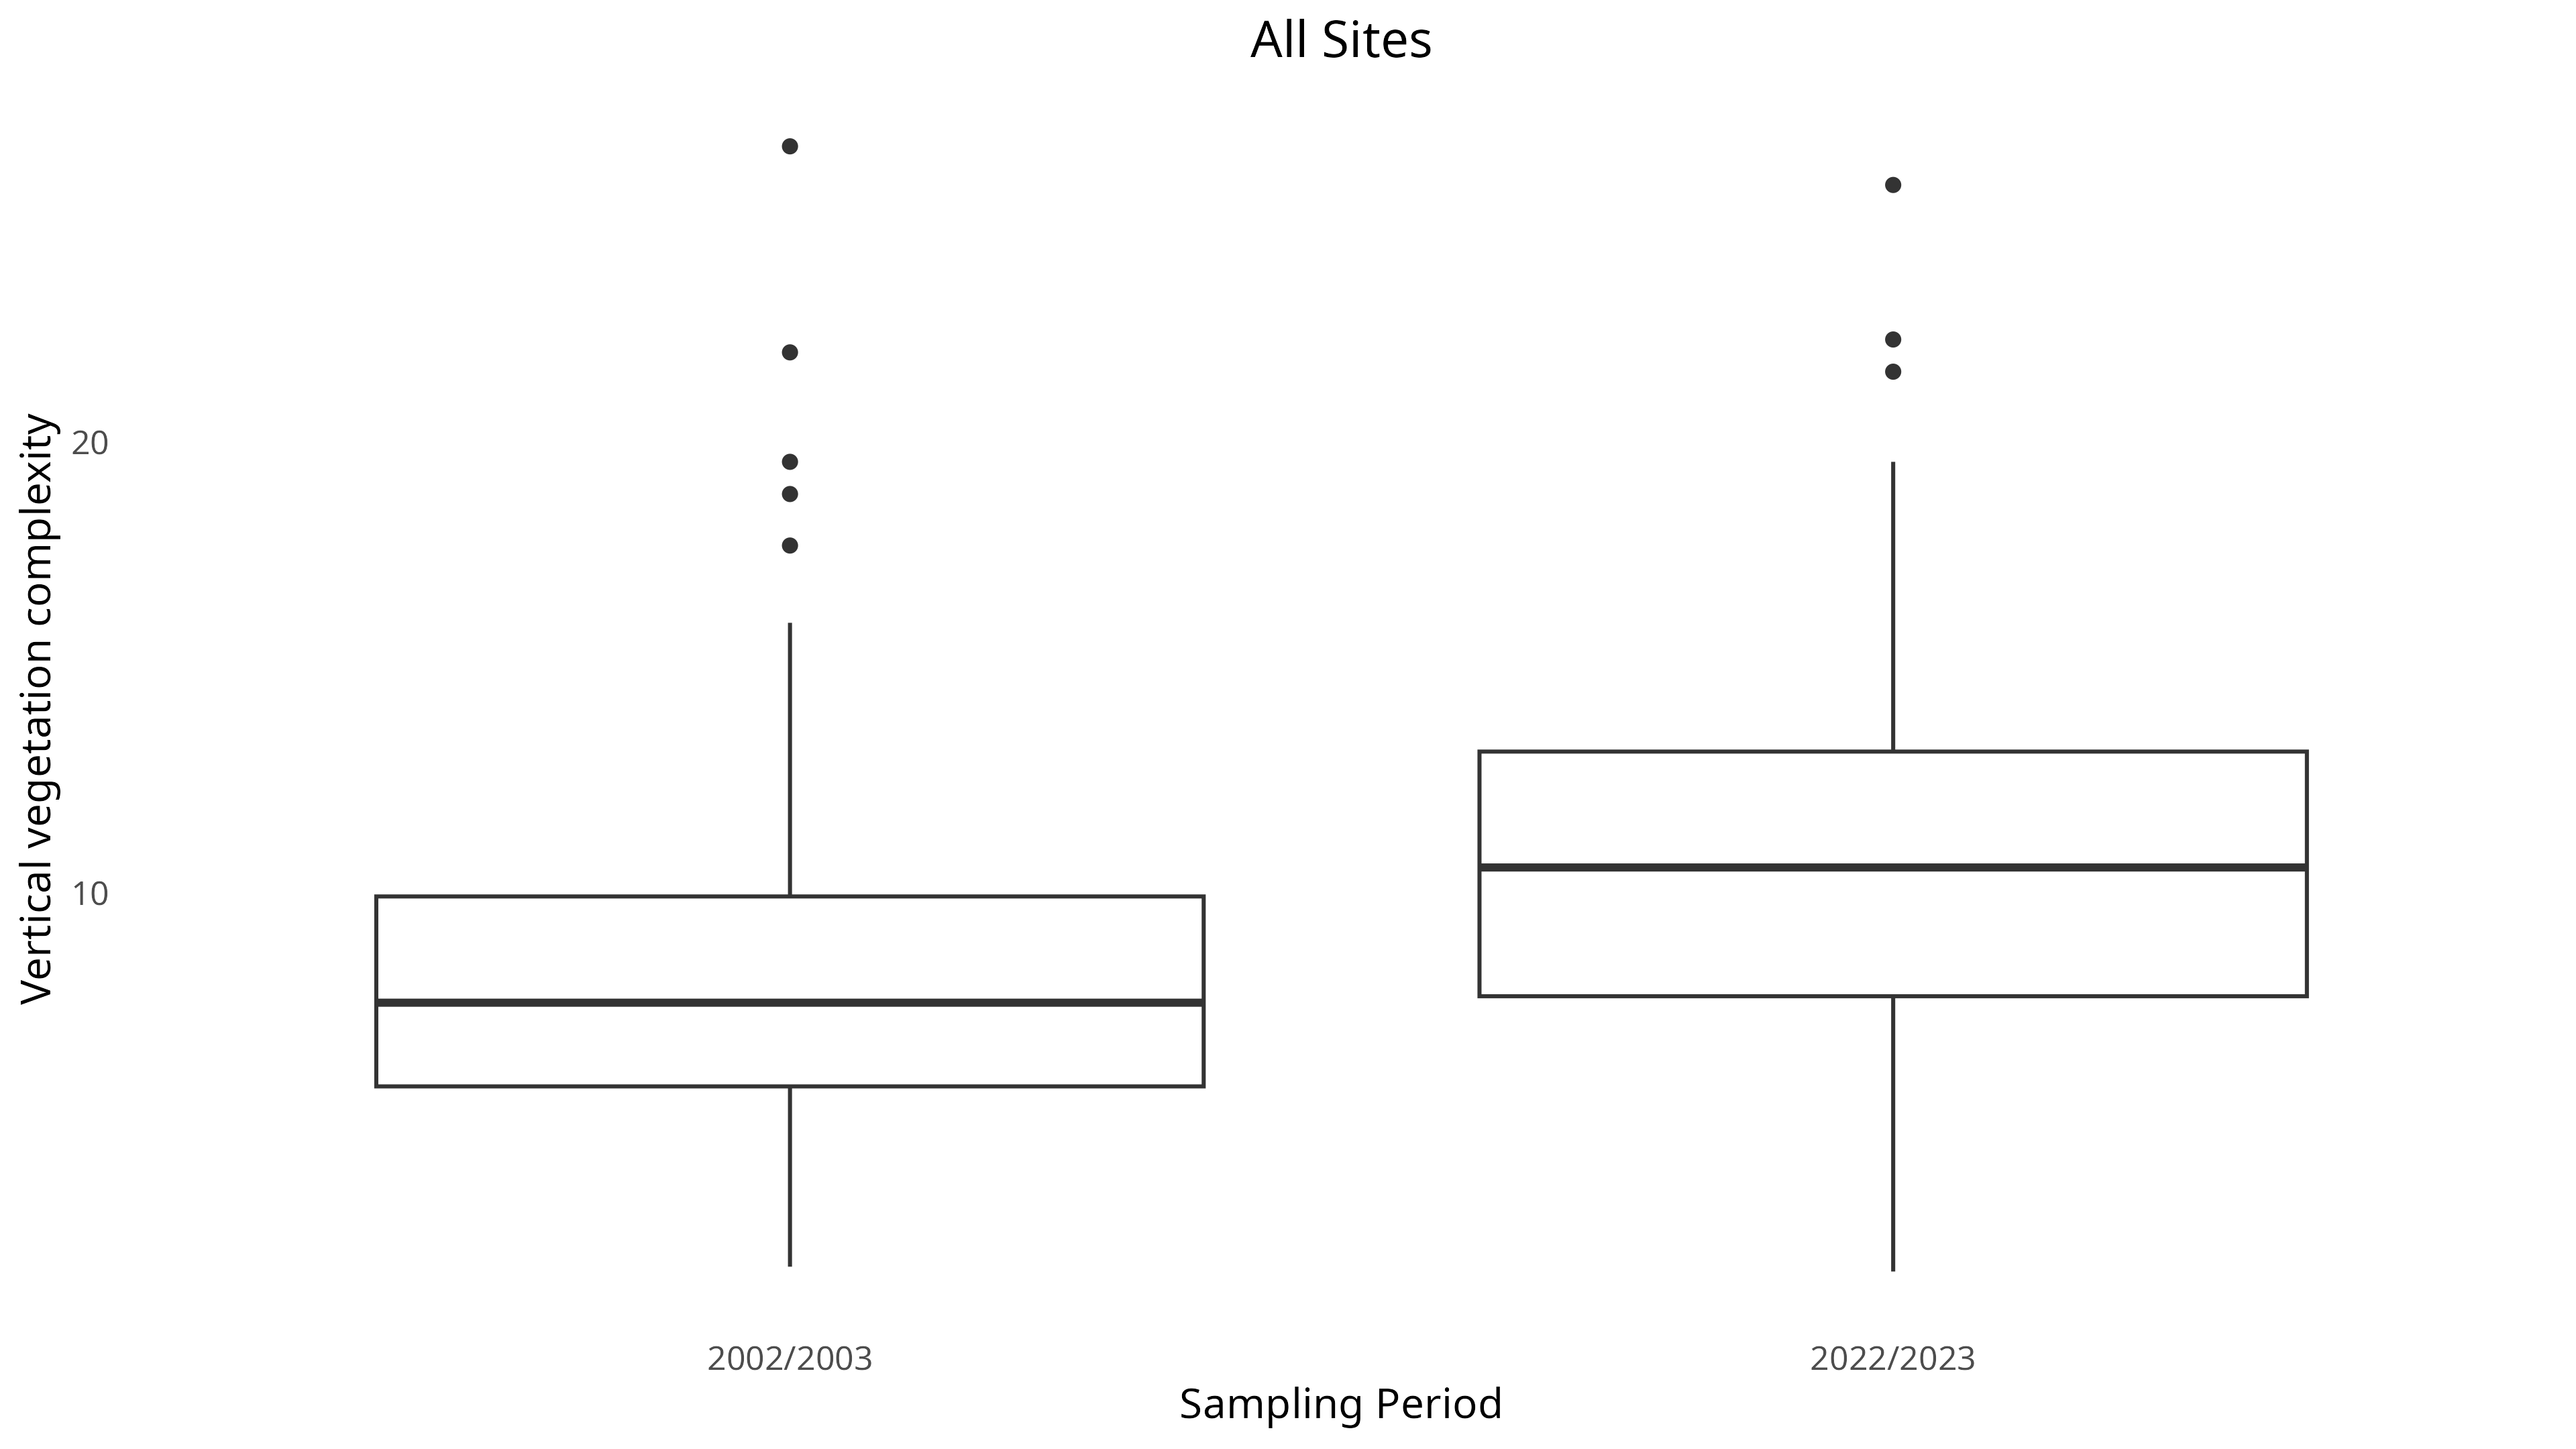 All Sites
Vertical vegetation complexity
20
10
2002/2003
2022/2023
Sampling Period